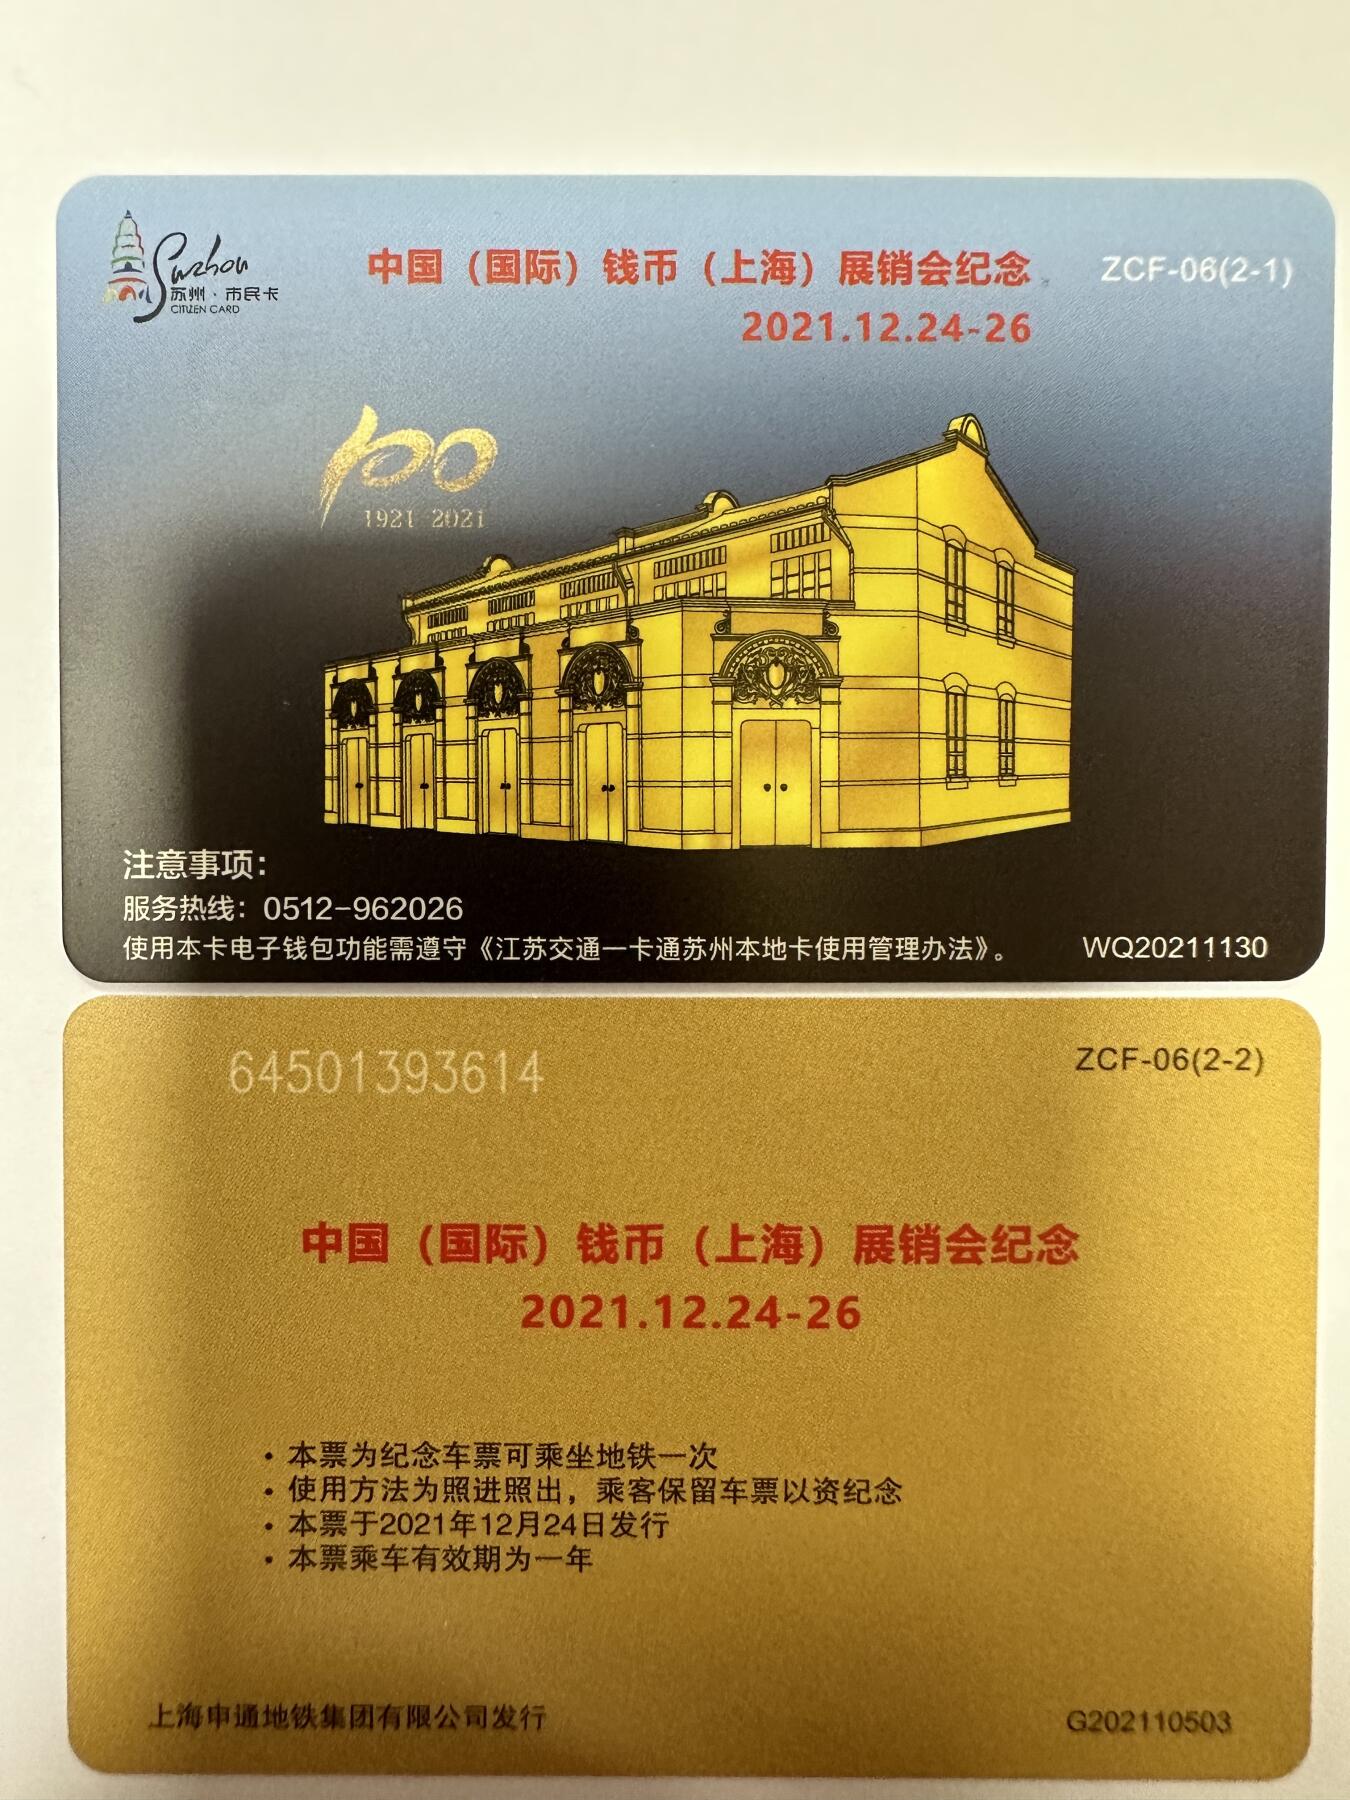 Suzhou
苏州·市民卡
CITIZEN CARD
中国（国际）钱币（上海）展销会纪念
ZCF-06(2-1)
2021.12.24-26
100
1921-2021
注意事项：
服务热线：0512-962026
使用本卡电子钱包功能需遵守《江苏交通一卡通苏州本地卡使用管理办法》。
WQ20211130
64501393614
ZCF-06(2-2)
中国（国际）钱币（上海）展销会纪念
2021.12.24-26
·本票为纪念车票可乘坐地铁一次
·使用方法为照进照出，乘客保留车票以资纪念
·本票于2021年12月24日发行
·本票乘车有效期为一年
上海申通地铁集团有限公司发行
G202110503